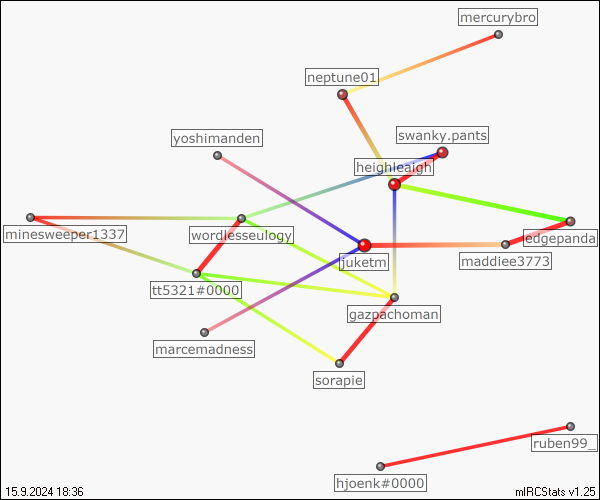 mercurybro
neptune01
swanky.pants
yoshimanden
heighleaigh
minesweeper1337
wordlesseulogy
edgepanda
juketm
maddiee3773
tt5321#0000
gazpachoman
marcemadness
sorapie
ruben99_
hjoenk#0000
15.9.2024 18:36
mIRCStats v1.25